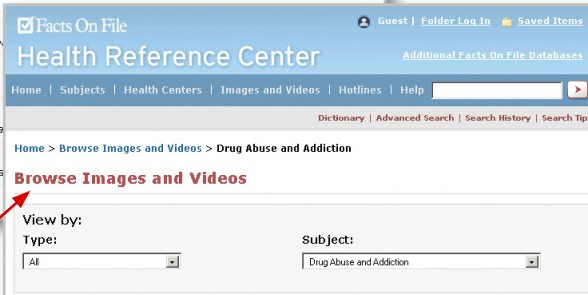 Facts On File
Guest | Folder Log In Saved Items
Health Reference Center
Additional Facts On File Databases
Home | Subjects | Health Centers | Images and Videos | Hotlines | Help
Dictionary | Advanced Search | Search History | Search Tip
Home > Browse Images and Videos > Drug Abuse and Addiction
Browse Images and Videos
View by:
Type: Subject:
All Drug Abuse and Addiction